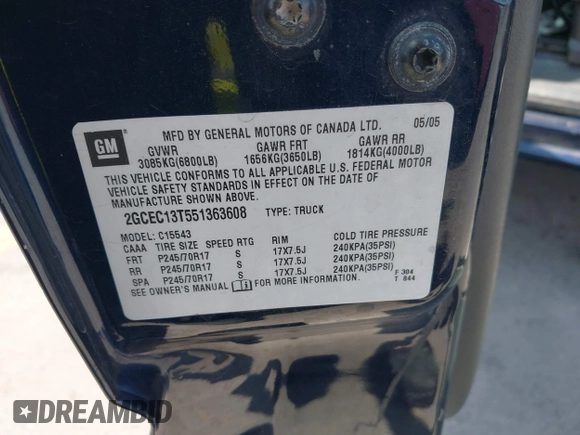 GM
MFD BY GENERAL MOTORS OF CANADA LTD. 05/05
GVWR GAWR FRT GAWR RR
3085KG(6800LB) 1656KG(3650LB) 1814KG(4000LB)
THIS VEHICLE CONFORMS TO ALL APPLICABLE U.S. FEDERAL MOTOR
VEHICLE SAFETY STANDARDS IN EFFECT ON THE DATE OF
MANUFACTURE SHOWN ABOVE.
2GCEC13T551363608 TYPE: TRUCK
MODEL: C15543
CAAA TIRE SIZE SPEED RTG RIM COLD TIRE PRESSURE
FRT P245/70R17 S 17X7.5J 240KPA(35PSI)
RR P245/70R17 S 17X7.5J 240KPA(35PSI)
SPA P245/70R17 S 17X7.5J 240KPA(35PSI)
SEE OWNER'S MANUAL FOR MORE INFORMATION. F 304
T 844
DREAMBID